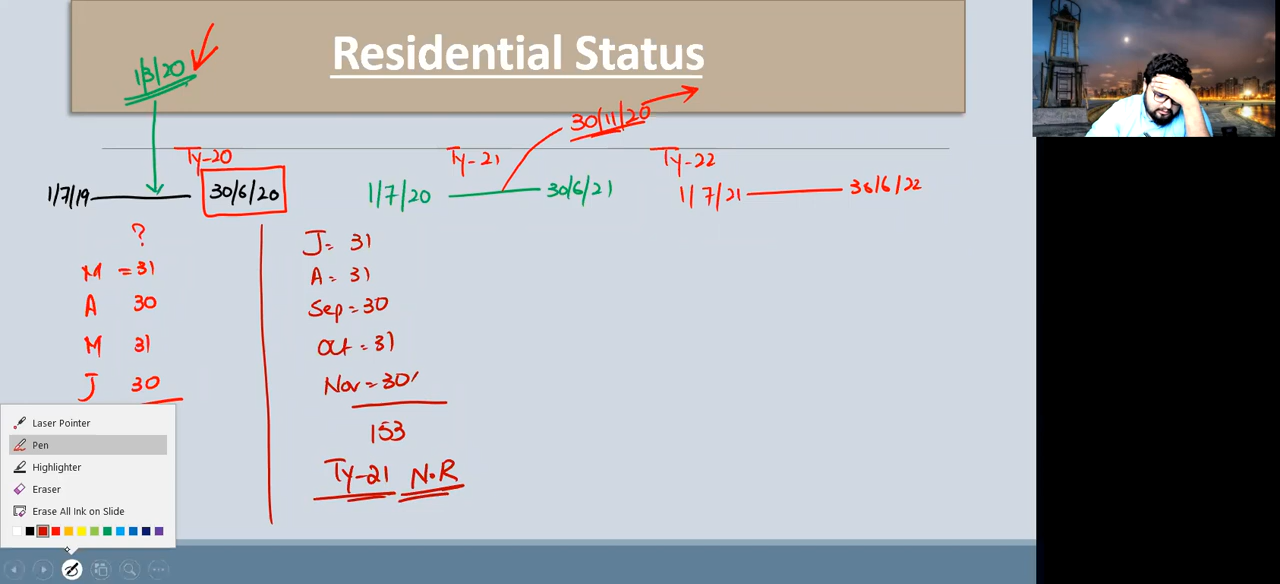 Residential Status
1/3/20
30/11/20
Ty-20
Ty-21
Ty-22
1/7/19
30/6/20
1/7/20
30/6/21
1/7/21
30/6/22
?
M = 31
A 30
M 31
J 30
J = 31
A = 31
Sep = 30
Oct = 31
Nov = 30
153
Ty-21 N.R
Laser Pointer
Pen
Highlighter
Eraser
Erase All Ink on Slide